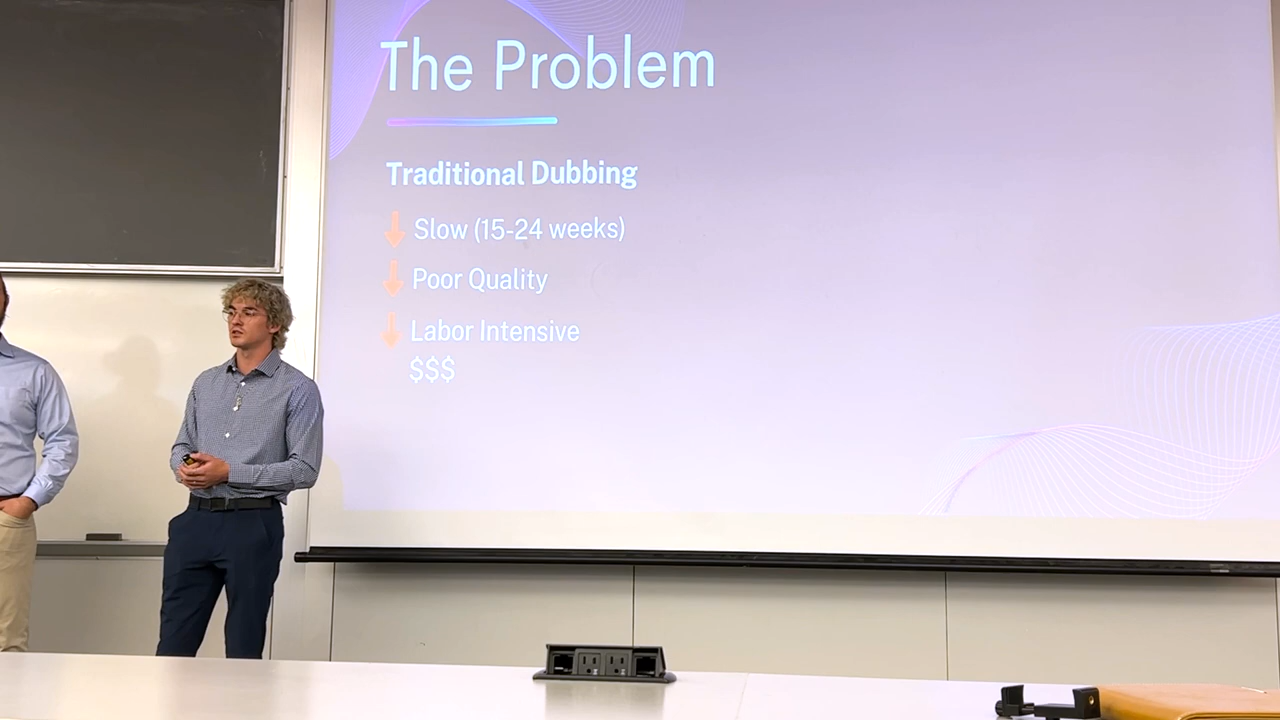 The Problem
Traditional Dubbing
Slow (15-24 weeks)
Poor Quality
Labor Intensive
$$$